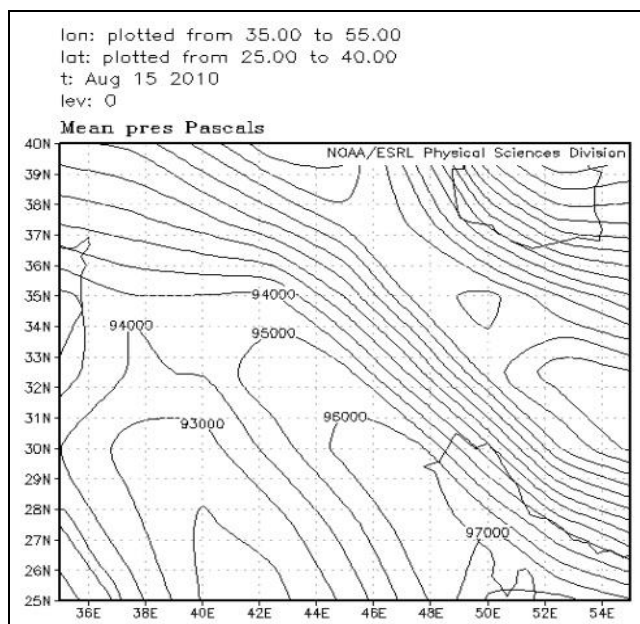 lon: plotted from 35.00 to 55.00
lat: plotted from 25.00 to 40.00
t: Aug 15 2010
lev: 0
Mean pres Pascals
NOAA/ESRL Physical Sciences Division
40N
39N
38N
37N
36N
35N
94000
34N
94000
95000
33N
32N
31N
93000
96000
30N
29N
28N
27N
97000
26N
25N
36E 38E 40E 42E 44E 46E 48E 50E 52E 54E